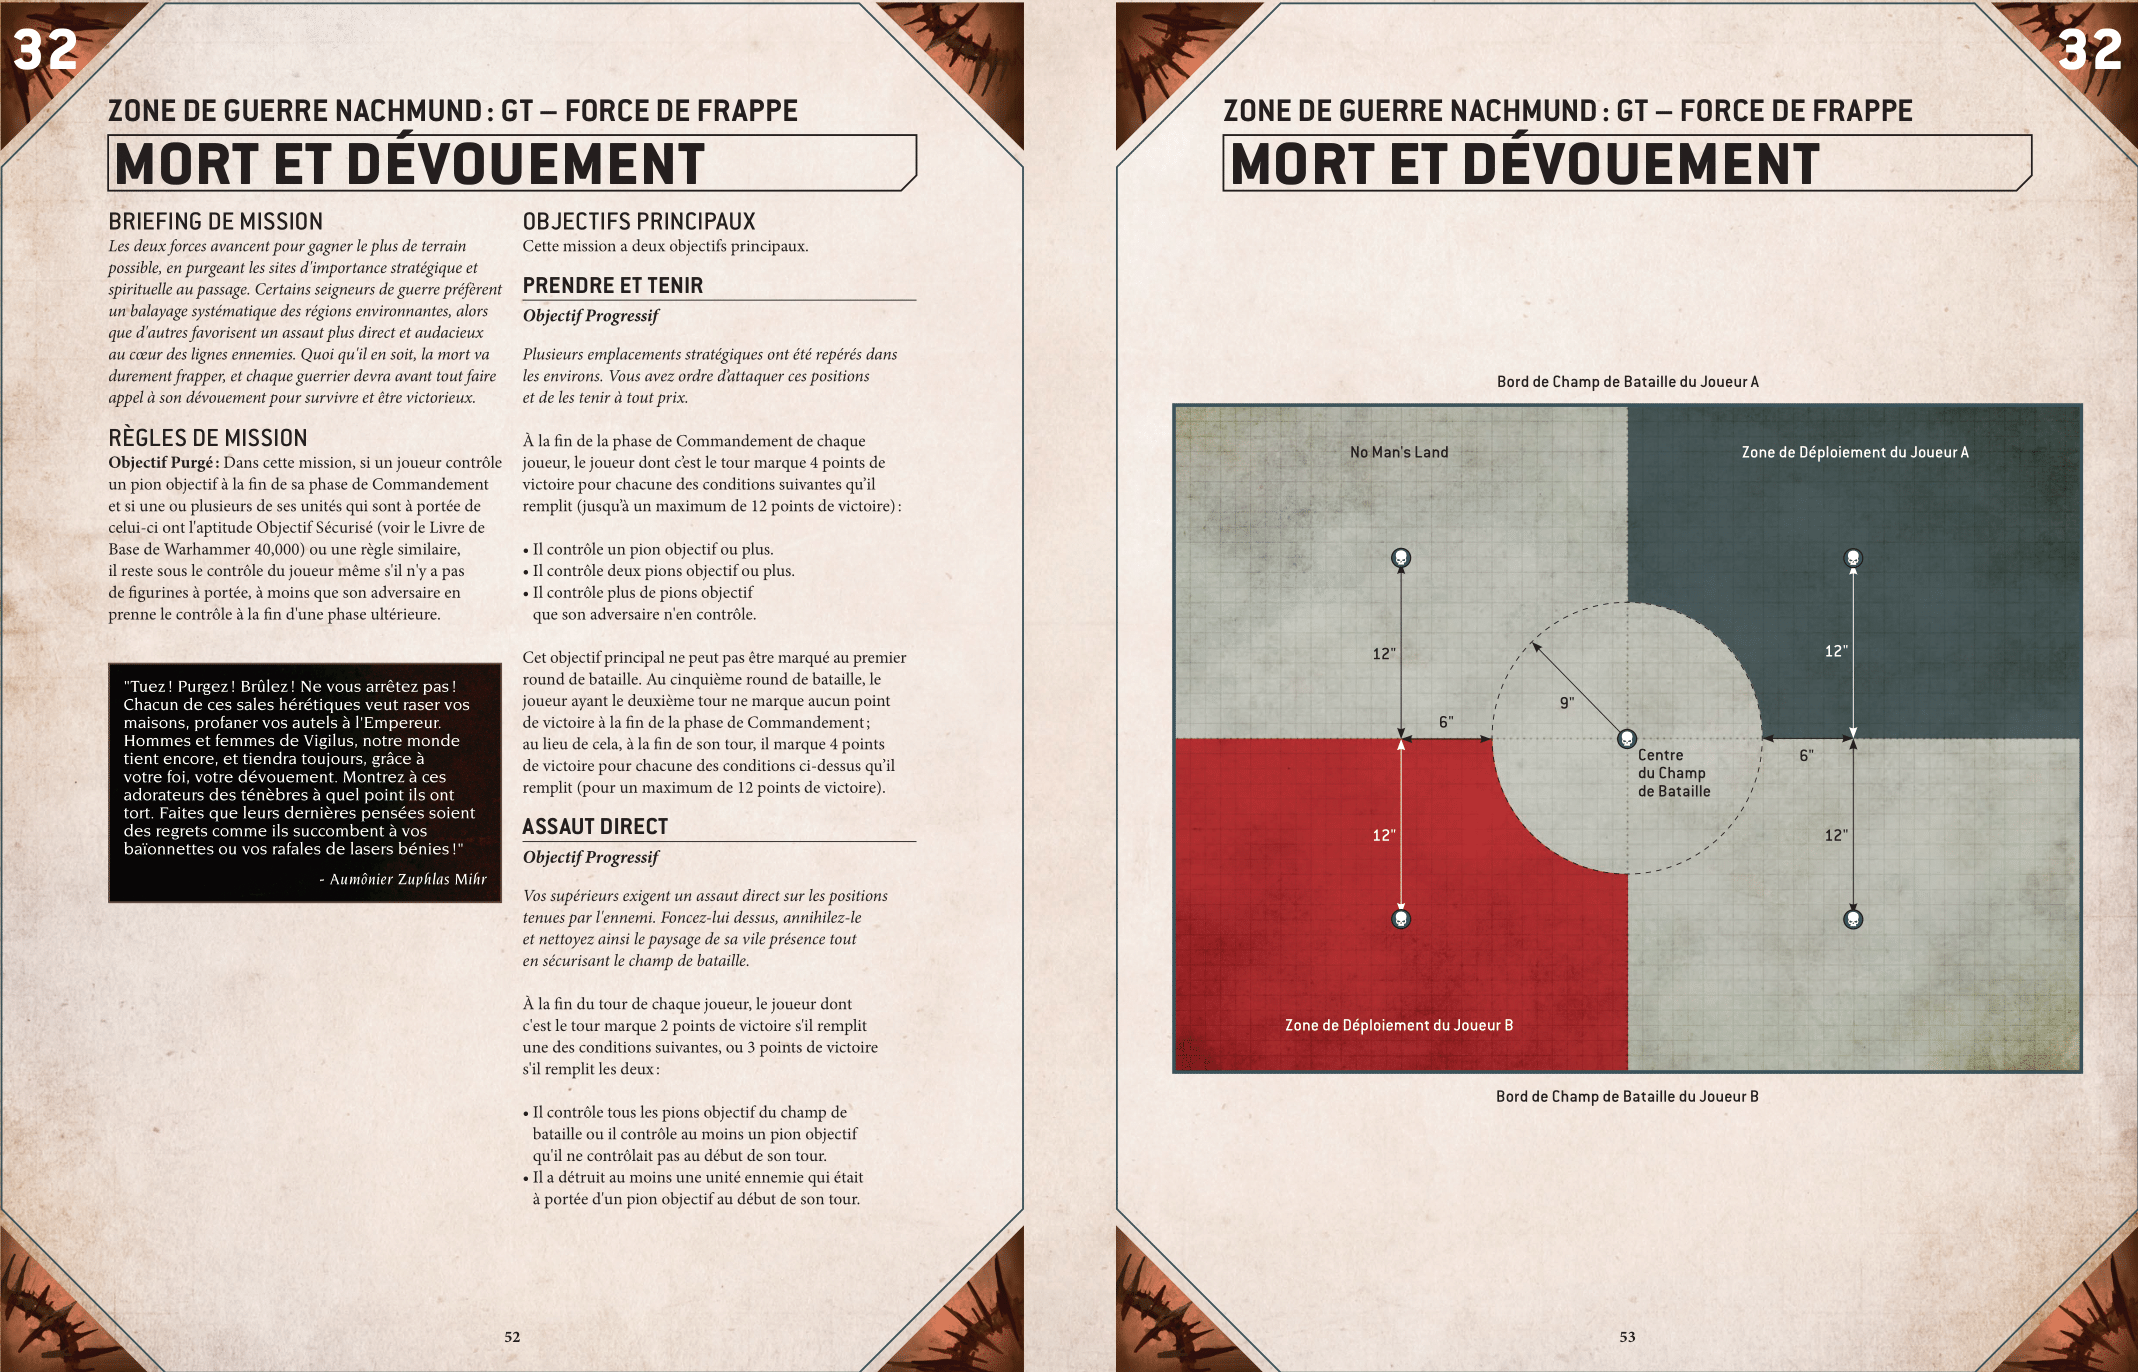 32
ZONE DE GUERRE NACHMUND : GT – FORCE DE FRAPPE
MORT ET DÉVOUEMENT
BRIEFING DE MISSION
Les deux forces avancent pour gagner le plus de terrain
possible, en purgeant les sites d'importance stratégique et
spirituelle au passage. Certains seigneurs de guerre préfèrent
un balayage systématique des régions environnantes, alors
que d'autres favorisent un assaut plus direct et audacieux
au cœur des lignes ennemies. Quoi qu'il en soit, la mort va
durement frapper, et chaque guerrier devra avant tout faire
appel à son dévouement pour survivre et être victorieux.
RÈGLES DE MISSION
Objectif Purgé : Dans cette mission, si un joueur contrôle
un pion objectif à la fin de sa phase de Commandement
et si une ou plusieurs de ses unités qui sont à portée de
celui-ci ont l'aptitude Objectif Sécurisé (voir le Livre de
Base de Warhammer 40,000) ou une règle similaire,
il reste sous le contrôle du joueur même s'il n'y a pas
de figurines à portée, à moins que son adversaire en
prenne le contrôle à la fin d'une phase ultérieure.
"Tuez ! Purgez ! Brûlez ! Ne vous arrêtez pas !
Chacun de ces sales hérétiques veut raser vos
maisons, profaner vos autels à l'Empereur.
Hommes et femmes de Vigilus, notre monde
tient encore, et tiendra toujours, grâce à
votre foi, votre dévouement. Montrez à ces
adorateurs des ténèbres à quel point ils ont
tort. Faites que leurs dernières pensées soient
des regrets comme ils succombent à vos
baïonnettes ou vos rafales de lasers bénies !"
- Aumônier Zuphlas Mihr
OBJECTIFS PRINCIPAUX
Cette mission a deux objectifs principaux.
PRENDRE ET TENIR
Objectif Progressif
Plusieurs emplacements stratégiques ont été repérés dans
les environs. Vous avez ordre d’attaquer ces positions
et de les tenir à tout prix.
À la fin de la phase de Commandement de chaque
joueur, le joueur dont c’est le tour marque 4 points de
victoire pour chacune des conditions suivantes qu’il
remplit (jusqu’à un maximum de 12 points de victoire) :
• Il contrôle un pion objectif ou plus.
• Il contrôle deux pions objectif ou plus.
• Il contrôle plus de pions objectif
que son adversaire n'en contrôle.
Cet objectif principal ne peut pas être marqué au premier
round de bataille. Au cinquième round de bataille, le
joueur ayant le deuxième tour ne marque aucun point
de victoire à la fin de la phase de Commandement ;
au lieu de cela, à la fin de son tour, il marque 4 points
de victoire pour chacune des conditions ci-dessus qu’il
remplit (pour un maximum de 12 points de victoire).
ASSAUT DIRECT
Objectif Progressif
Vos supérieurs exigent un assaut direct sur les positions
tenues par l'ennemi. Foncez-lui dessus, annihilez-le
et nettoyez ainsi le paysage de sa vile présence tout
en sécurisant le champ de bataille.
À la fin du tour de chaque joueur, le joueur dont
c'est le tour marque 2 points de victoire s'il remplit
une des conditions suivantes, ou 3 points de victoire
s'il remplit les deux :
• Il contrôle tous les pions objectif du champ de
bataille ou il contrôle au moins un pion objectif
qu'il ne contrôlait pas au début de son tour.
• Il a détruit au moins une unité ennemie qui était
à portée d'un pion objectif au début de son tour.
52
32
ZONE DE GUERRE NACHMUND : GT – FORCE DE FRAPPE
MORT ET DÉVOUEMENT
Bord de Champ de Bataille du Joueur A
No Man's Land
Zone de Déploiement du Joueur A
12"
12"
9"
6"
6"
Centre
du Champ
de Bataille
12"
12"
Zone de Déploiement du Joueur B
Bord de Champ de Bataille du Joueur B
53